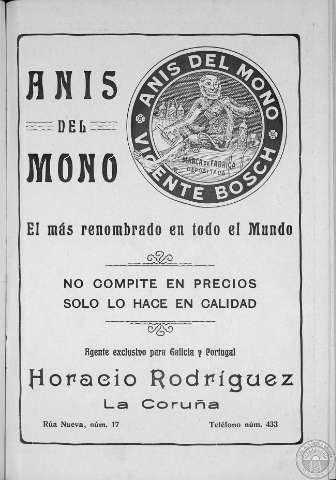 ANIS
DEL
MONO
ANIS DEL MONO
VICENTE BOSCH
MARCA DE FABRICA
DEPOSITADA
El más renombrado en todo el Mundo
NO COMPITE EN PRECIOS
SOLO LO HACE EN CALIDAD
Agente exclusivo para Galicia y Portugal
Horacio Rodríguez
La Coruña
Rúa Nueva, núm. 17 Teléfono núm. 433